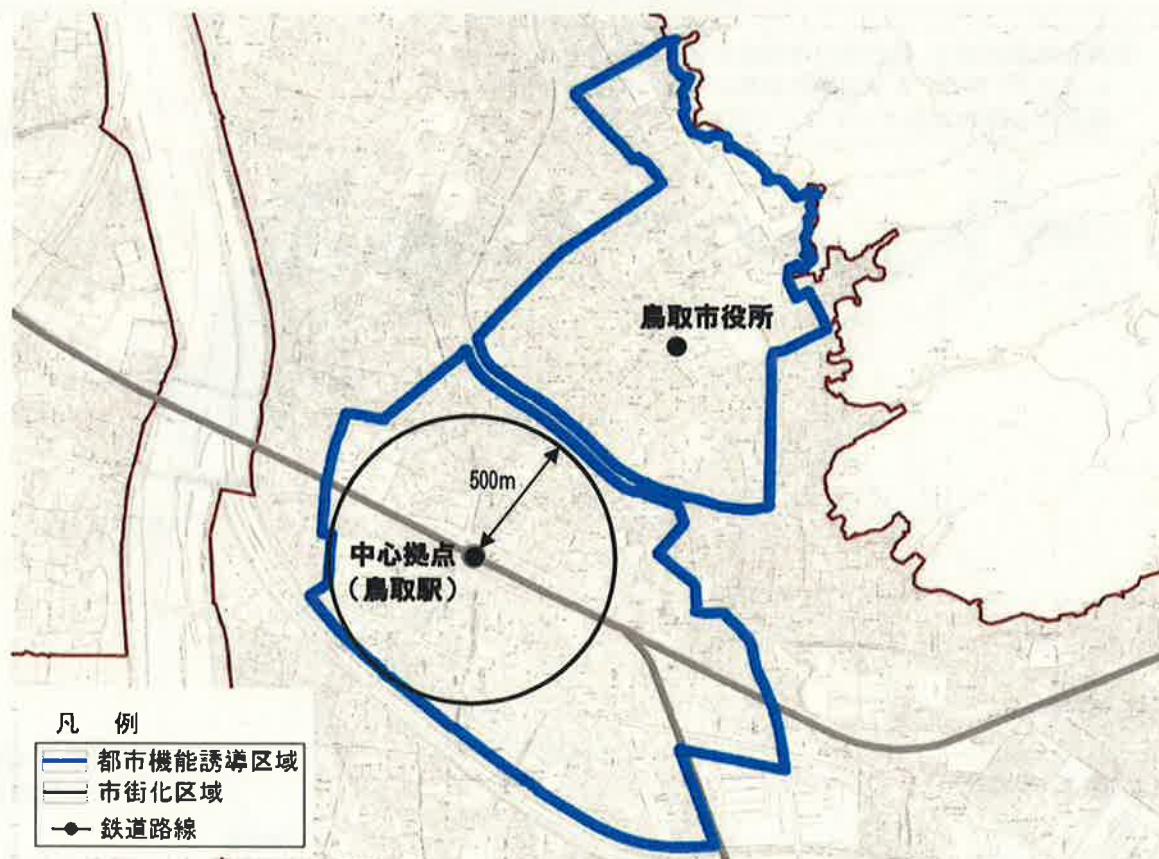 鳥取市役所
500m
中心拠点
（鳥取駅）
凡 例
都市機能誘導区域
市街化区域
鉄道路線